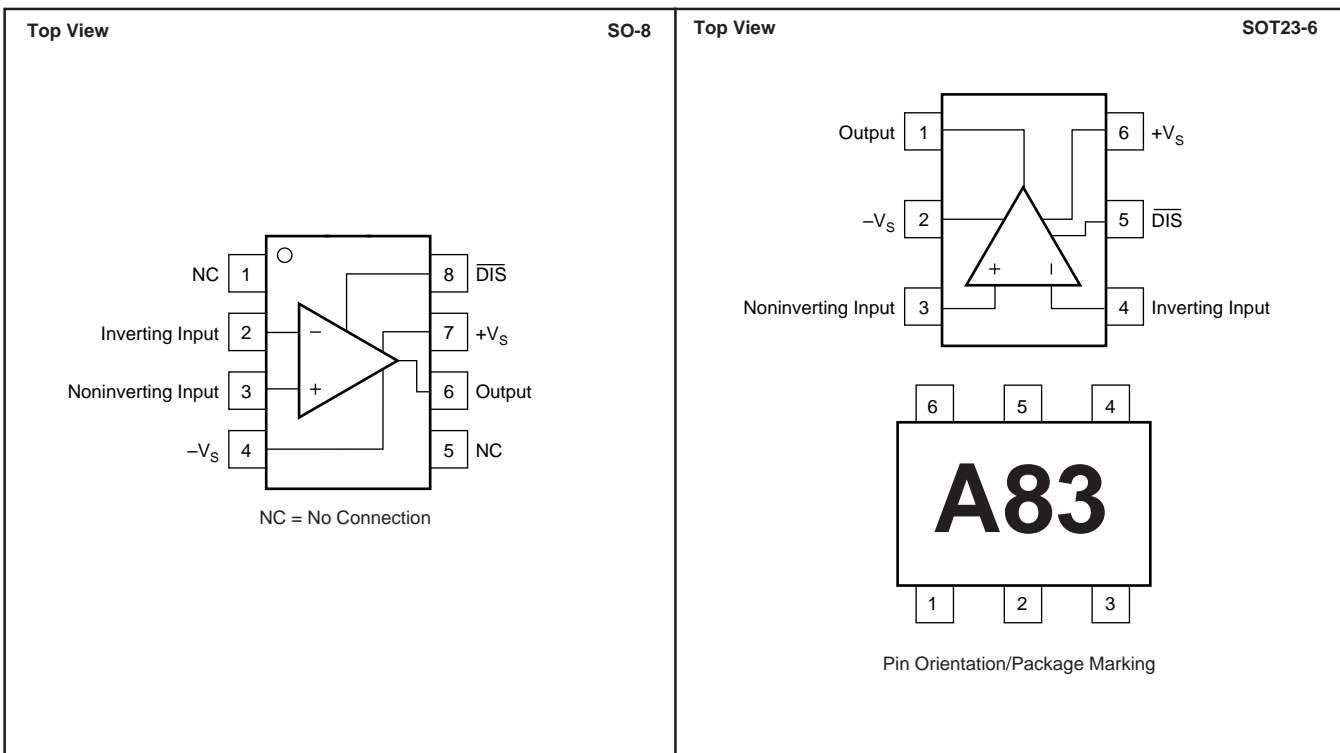 Top View SO-8
NC 1 8 D̅I̅S̅
Inverting Input 2 − 7 +VS
Noninverting Input 3 + 6 Output
–VS 4 5 NC
NC = No Connection
Top View SOT23-6
Output 1 6 +VS
–VS 2 5 D̅I̅S̅
+ −
Noninverting Input 3 4 Inverting Input
6 5 4
A83
1 2 3
Pin Orientation/Package Marking